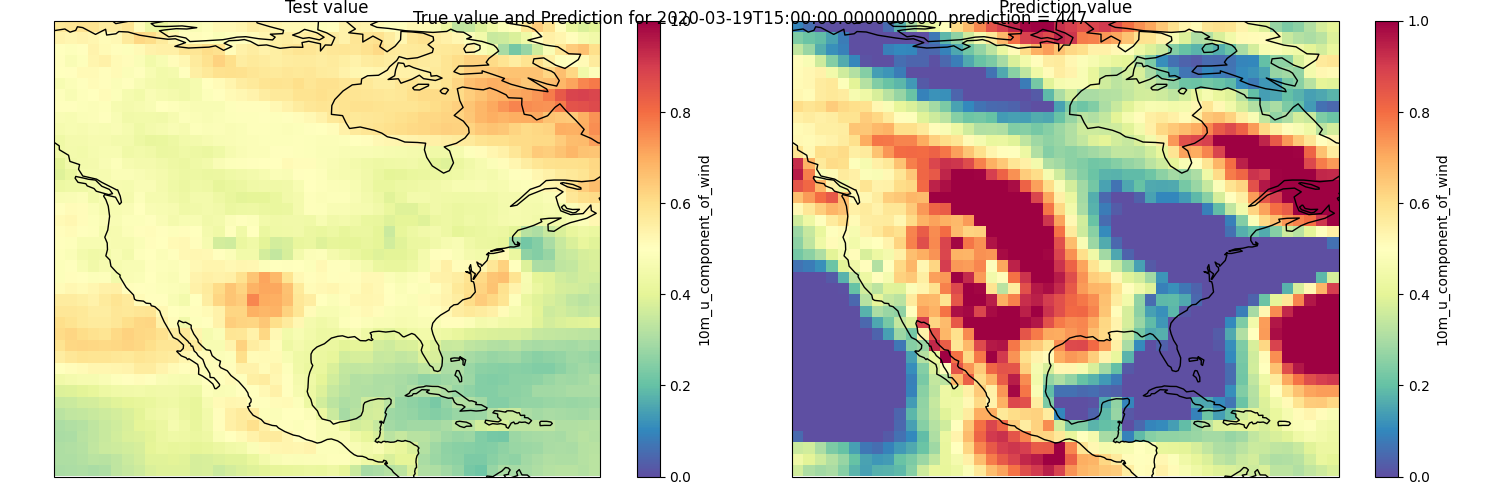 Test value
True value and Prediction for 2020-03-19T15:00:00.000000000, prediction = 447
Prediction value
1.0
0.8
0.6
0.4
0.2
0.0
10m_u_component_of_wind
1.0
0.8
0.6
0.4
0.2
0.0
10m_u_component_of_wind